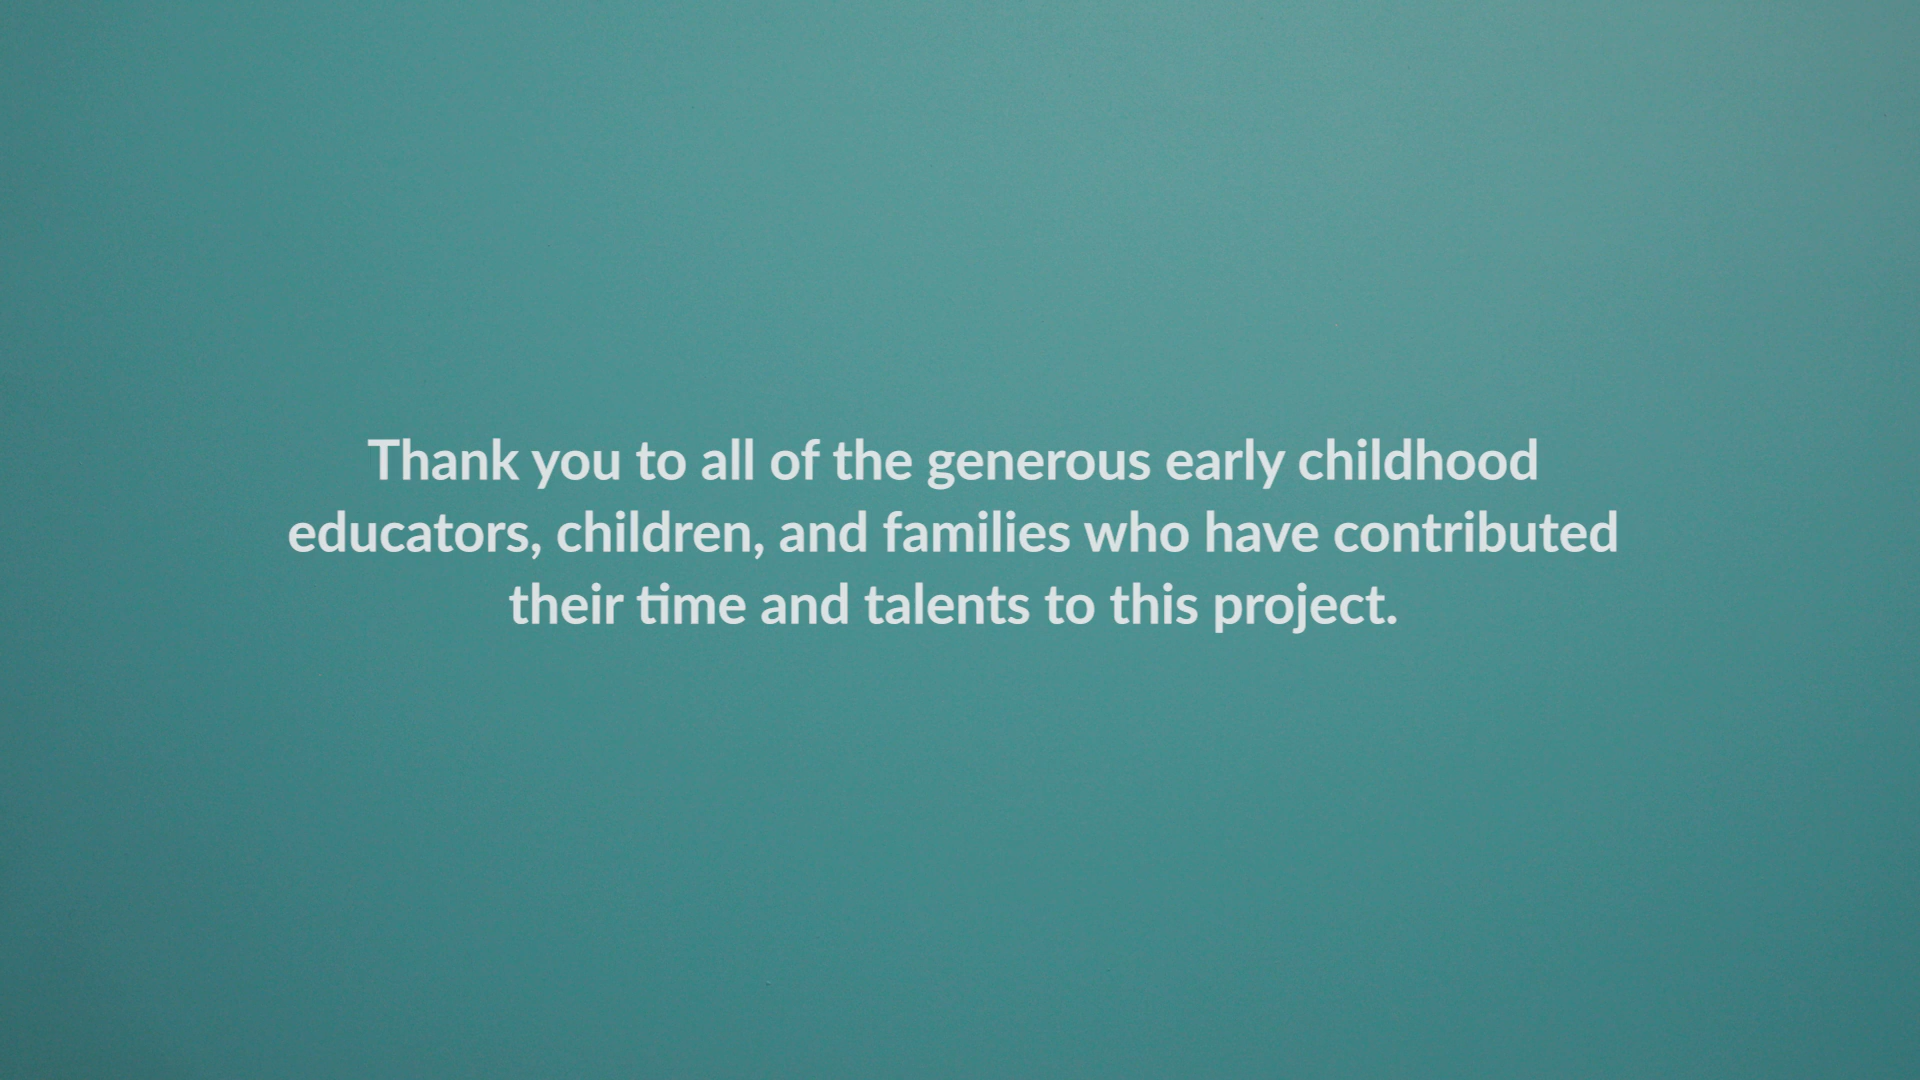 Thank you to all of the generous early childhood
educators, children, and families who have contributed
their time and talents to this project.